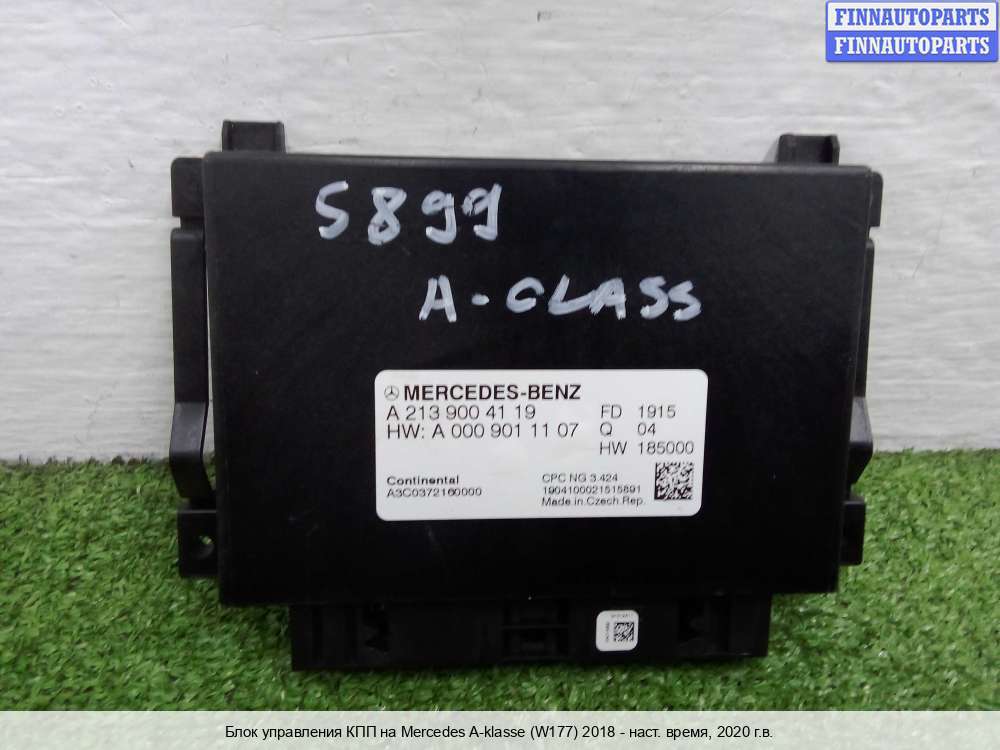 FINNAUTOPARTS
FINNAUTOPARTS
5899
A-CLASS
MERCEDES-BENZ
A 213 900 41 19 FD 1915
HW: A 000 901 11 07 Q 04
HW 185000
Continental CPC NG 3.424
A3C0372160000 1904100021515891
Made.in.Czech.Rep.
Блок управления КПП на Mercedes A-klasse (W177) 2018 - наст. время, 2020 г.в.